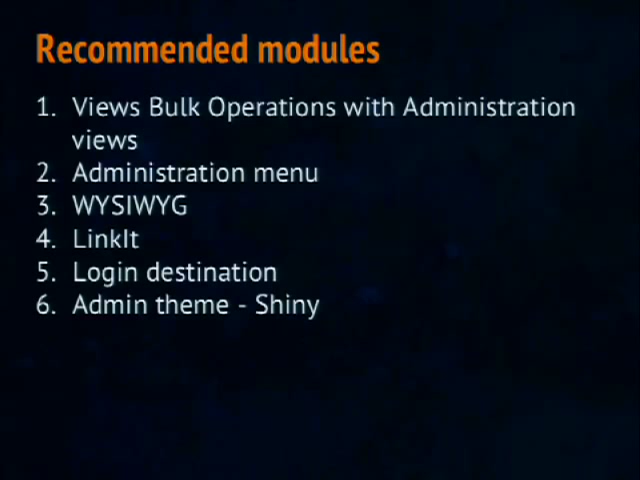 Recommended modules
1. Views Bulk Operations with Administration
views
2. Administration menu
3. WYSIWYG
4. LinkIt
5. Login destination
6. Admin theme - Shiny